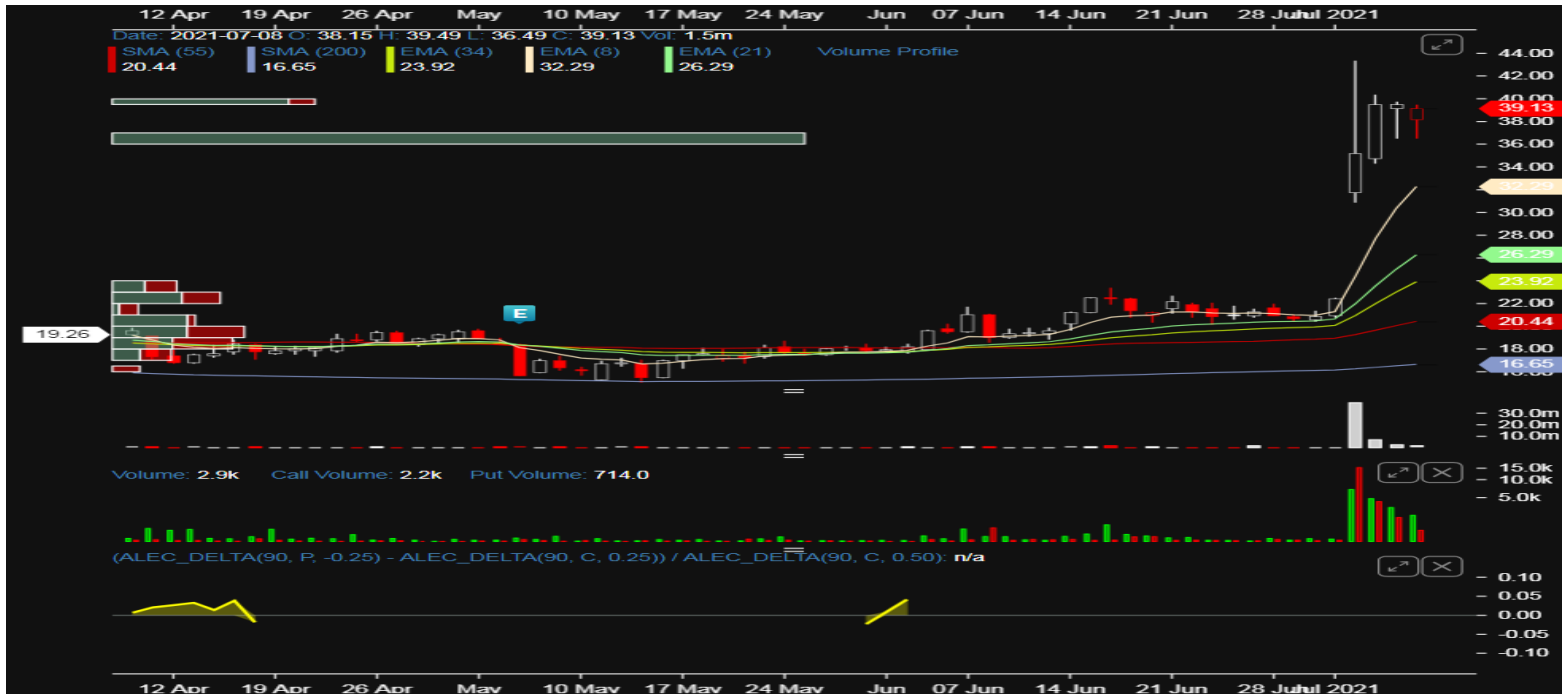 12 Apr 19 Apr 26 Apr May 10 May 17 May 24 May Jun 07 Jun 14 Jun 21 Jun 28 Jun Jul 2021
Date: 2021-07-08 O: 38.15 H: 39.49 L: 36.49 C: 39.13 Vol: 1.5m
SMA (55) SMA (200) EMA (34) EMA (8) EMA (21) Volume Profile
20.44 16.65 23.92 32.29 26.29
44.00
42.00
40.00
39.13
38.00
36.00
34.00
32.29
30.00
28.00
26.29
23.92
22.00
20.44
19.26
18.00
16.65
16.00
30.0m
20.0m
10.0m
Volume: 2.9k Call Volume: 2.2k Put Volume: 714.0
15.0k
10.0k
5.0k
E
(ALEC_DELTA(90, P, -0.25) - ALEC_DELTA(90, C, 0.25)) / ALEC_DELTA(90, C, 0.50): n/a
0.10
0.05
0.00
-0.05
-0.10
12 Apr 19 Apr 26 Apr May 10 May 17 May 24 May Jun 07 Jun 14 Jun 21 Jun 28 Jun Jul 2021